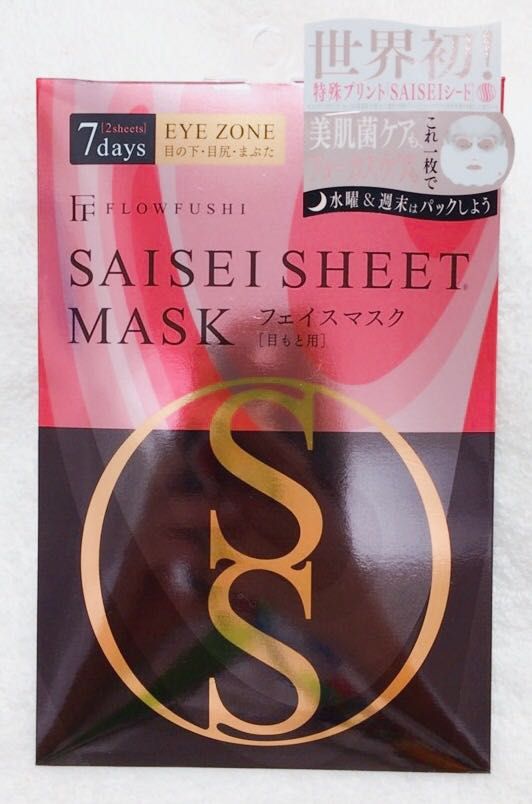 世界初!
特殊プリント SAISEIシード
美肌菌ケアも
これ一枚で
水曜&週末はパックしよう
7days
[2sheets]
EYE ZONE
目の下・目尻・まぶた
FLOWFUSHI
SAISEI SHEET
MASK フェイスマスク
[目もと用]
SS